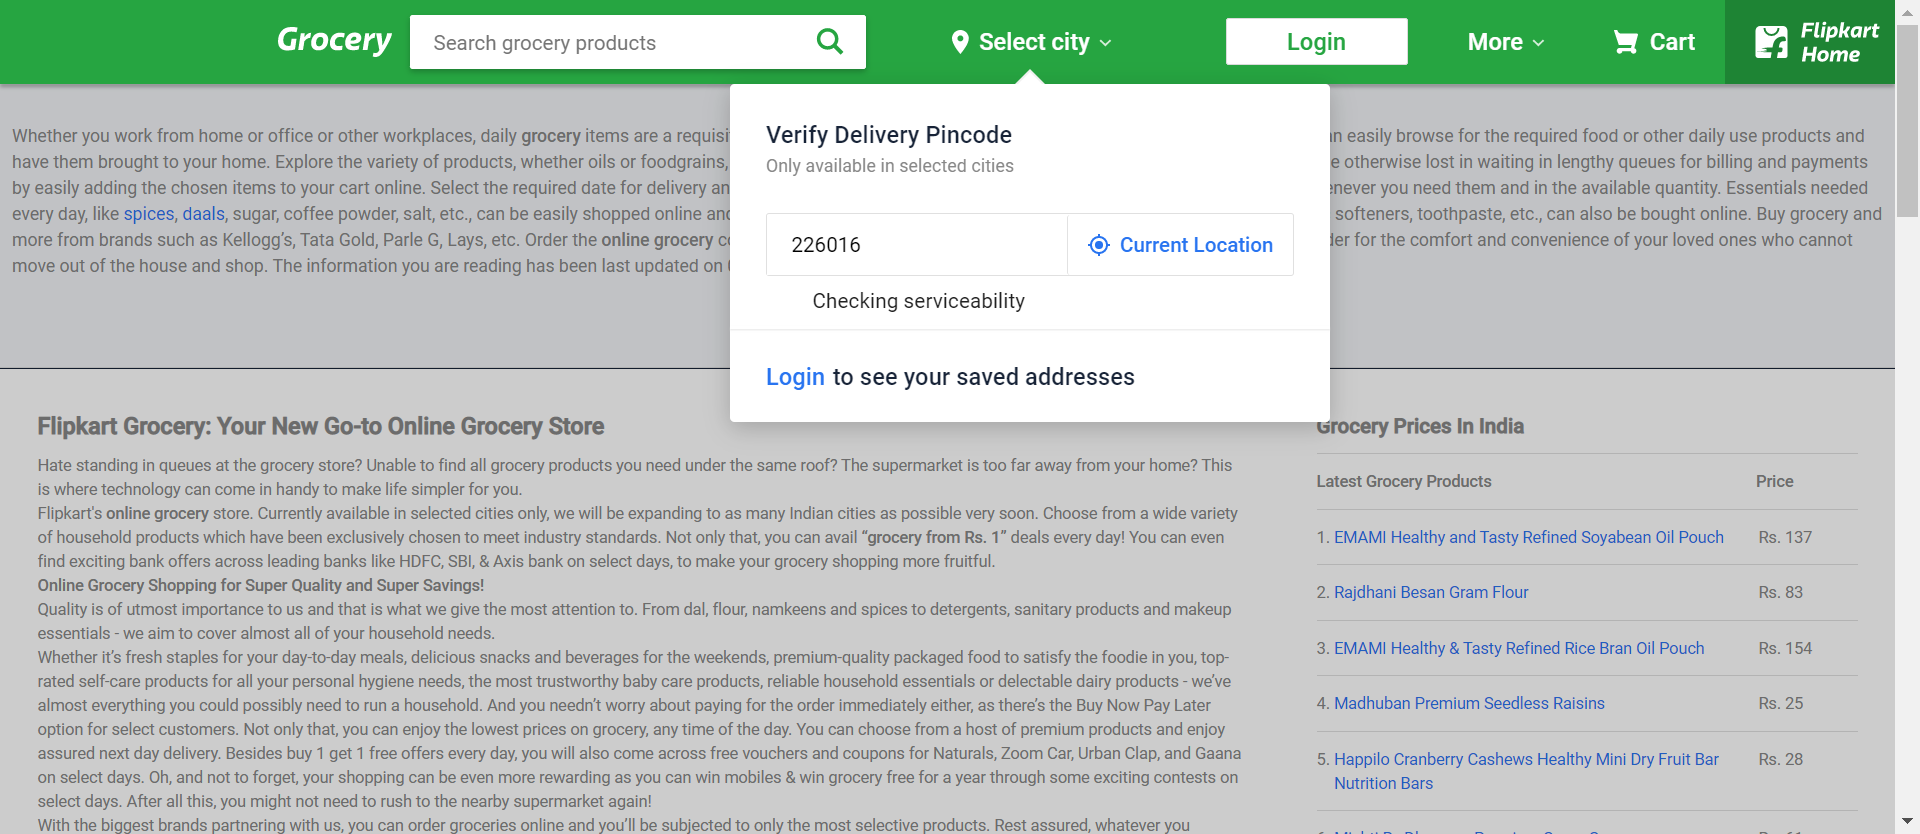 Grocery
Search grocery products
Select city
Login
More
Cart
Flipkart
Home
Whether you work from home or office or other workplaces, daily grocery items are a requisi
have them brought to your home. Explore the variety of products, whether oils or foodgrains,
by easily adding the chosen items to your cart online. Select the required date for delivery an
every day, like spices, daals, sugar, coffee powder, salt, etc., can be easily shopped online and
more from brands such as Kellogg's, Tata Gold, Parle G, Lays, etc. Order the online grocery
move out of the house and shop. The information you are reading has been last updated on
Verify Delivery Pincode
Only available in selected cities
226016
Current Location
Checking serviceability
Login to see your saved addresses
n easily browse for the required food or other daily use products and
e otherwise lost in waiting in lengthy queues for billing and payments
never you need them and in the available quantity. Essentials needed
softeners, toothpaste, etc., can also be bought online. Buy grocery and
er for the comfort and convenience of your loved ones who cannot
Flipkart Grocery: Your New Go-to Online Grocery Store
Hate standing in queues at the grocery store? Unable to find all grocery products you need under the same roof? The supermarket is too far away from your home? This
is where technology can come in handy to make life simpler for you.
Flipkart's online grocery store. Currently available in selected cities only, we will be expanding to as many Indian cities as possible very soon. Choose from a wide variety
of household products which have been exclusively chosen to meet industry standards. Not only that, you can avail “grocery from Rs. 1” deals every day! You can even
find exciting bank offers across leading banks like HDFC, SBI, & Axis bank on select days, to make your grocery shopping more fruitful.
Online Grocery Shopping for Super Quality and Super Savings!
Quality is of utmost importance to us and that is what we give the most attention to. From dal, flour, namkeens and spices to detergents, sanitary products and makeup
essentials - we aim to cover almost all of your household needs.
Whether it’s fresh staples for your day-to-day meals, delicious snacks and beverages for the weekends, premium-quality packaged food to satisfy the foodie in you, top-
rated self-care products for all your personal hygiene needs, the most trustworthy baby care products, reliable household essentials or delectable dairy products - we’ve
almost everything you could possibly need to run a household. And you needn’t worry about paying for the order immediately either, as there’s the Buy Now Pay Later
option for select customers. Not only that, you can enjoy the lowest prices on grocery, any time of the day. You can choose from a host of premium products and enjoy
assured next day delivery. Besides buy 1 get 1 free offers every day, you will also come across free vouchers and coupons for Naturals, Zoom Car, Urban Clap, and Gaana
on select days. Oh, and not to forget, your shopping can be even more rewarding as you can win mobiles & win grocery free for a year through some exciting contests on
select days. After all this, you might not need to rush to the nearby supermarket again!
With the biggest brands partnering with us, you can order groceries online and you’ll be subjected to only the most selective products. Rest assured, whatever you
Grocery Prices In India
Latest Grocery Products Price
1. EMAMI Healthy and Tasty Refined Soyabean Oil Pouch Rs. 137
2. Rajdhani Besan Gram Flour Rs. 83
3. EMAMI Healthy & Tasty Refined Rice Bran Oil Pouch Rs. 154
4. Madhuban Premium Seedless Raisins Rs. 25
5. Happilo Cranberry Cashews Healthy Mini Dry Fruit Bar Rs. 28
Nutrition Bars